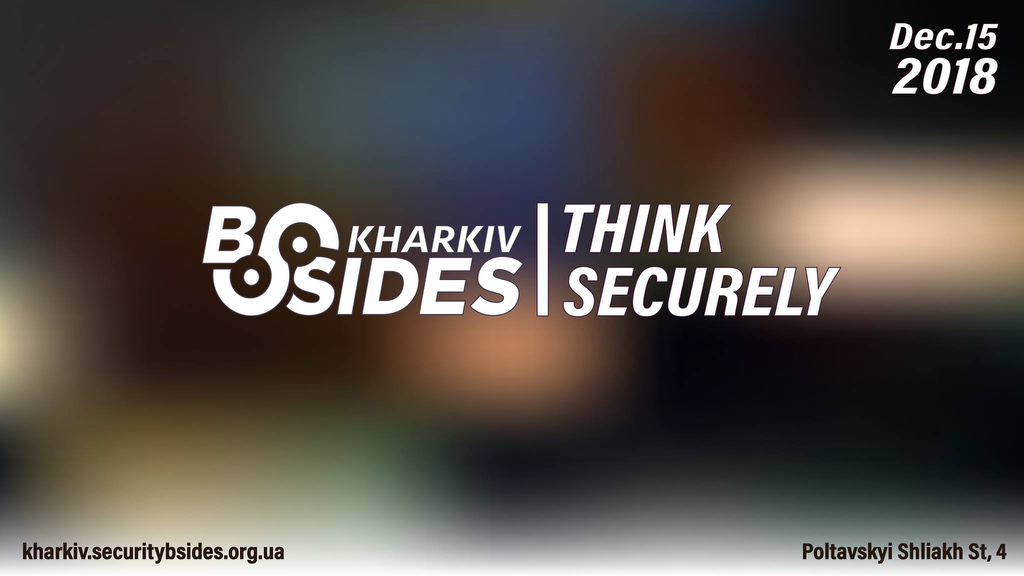 Dec.15
2018
BSIDES KHARKIV
THINK
SECURELY
kharkiv.securitybsides.org.ua
Poltavskyi Shliakh St, 4